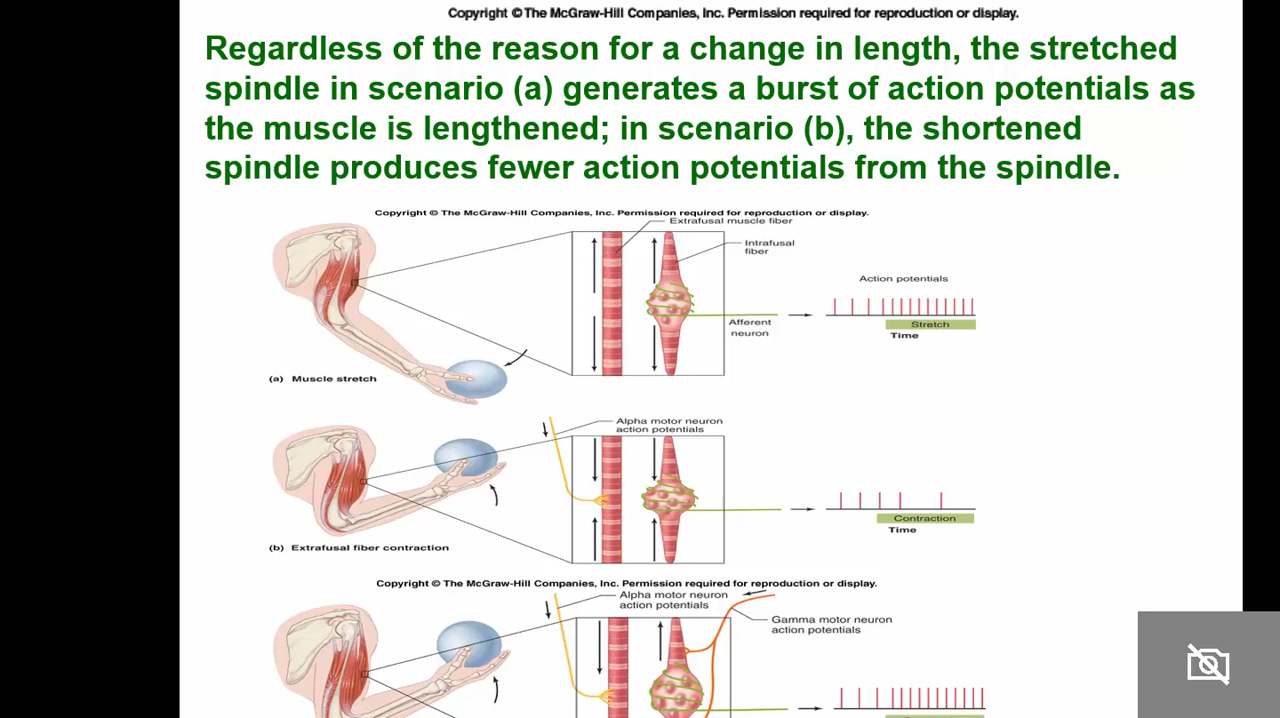 Copyright © The McGraw-Hill Companies, Inc. Permission required for reproduction or display.
Regardless of the reason for a change in length, the stretched
spindle in scenario (a) generates a burst of action potentials as
the muscle is lengthened; in scenario (b), the shortened
spindle produces fewer action potentials from the spindle.
Copyright © The McGraw-Hill Companies, Inc. Permission required for reproduction or display.
Extrafusal muscle fiber
Intrafusal
fiber
Action potentials
Afferent
neuron
Stretch
Time
(a) Muscle stretch
Alpha motor neuron
action potentials
Contraction
Time
(b) Extrafusal fiber contraction
Copyright © The McGraw-Hill Companies, Inc. Permission required for reproduction or display.
Alpha motor neuron
action potentials
Gamma motor neuron
action potentials